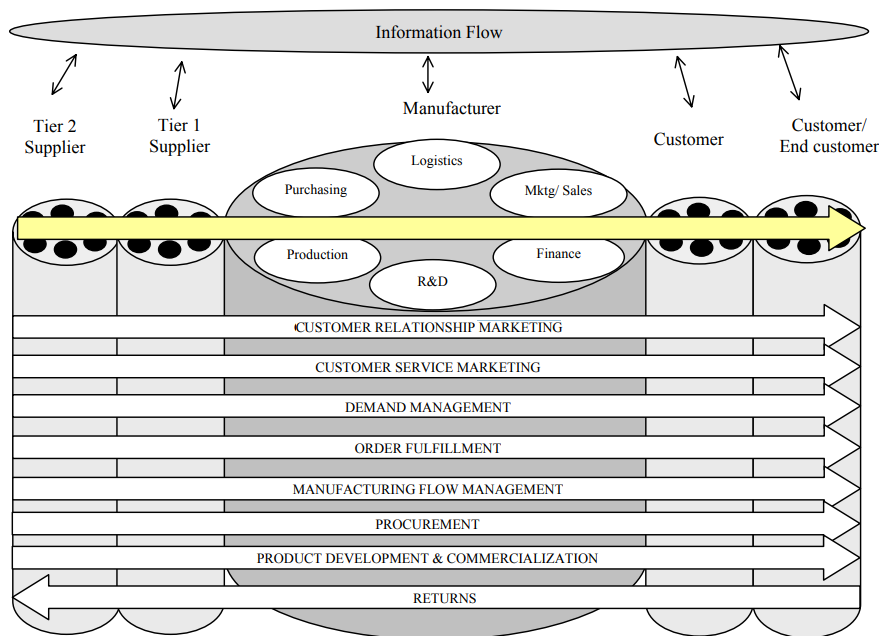 Information Flow
Manufacturer
Tier 2
Supplier
Tier 1
Supplier
Customer
Customer/
End customer
Logistics
Purchasing
Mktg/ Sales
Production
Finance
R&D
CUSTOMER RELATIONSHIP MARKETING
CUSTOMER SERVICE MARKETING
DEMAND MANAGEMENT
ORDER FULFILLMENT
MANUFACTURING FLOW MANAGEMENT
PROCUREMENT
PRODUCT DEVELOPMENT & COMMERCIALIZATION
RETURNS